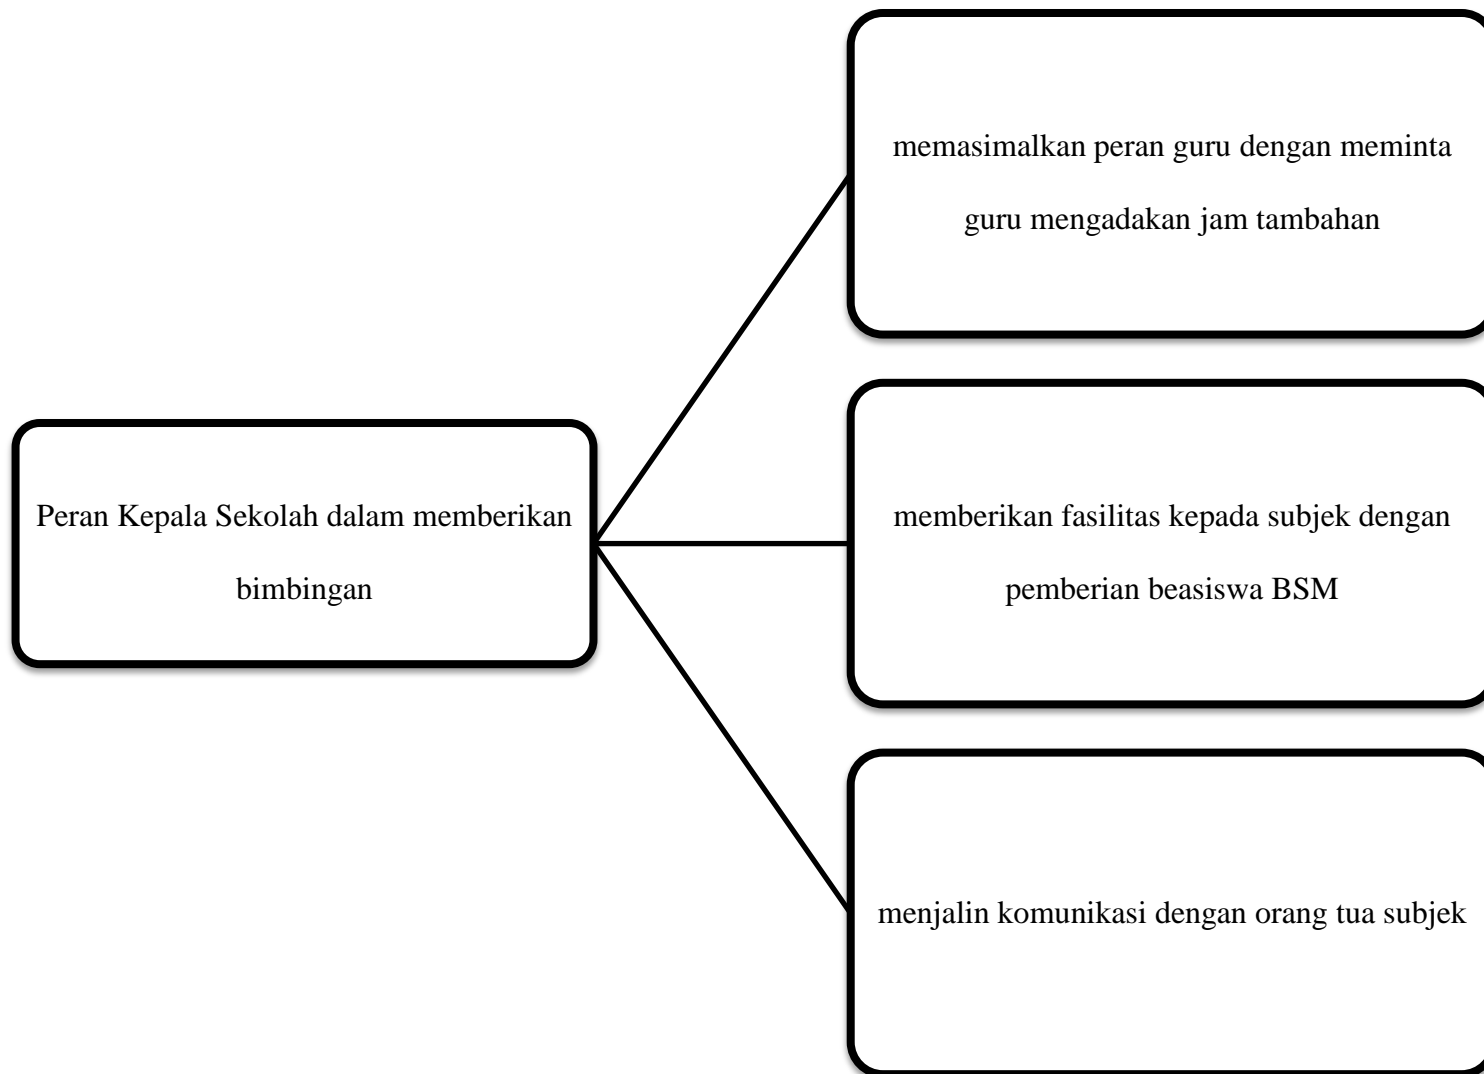 Peran Kepala Sekolah dalam memberikan
bimbingan
memasimalkan peran guru dengan meminta
guru mengadakan jam tambahan
memberikan fasilitas kepada subjek dengan
pemberian beasiswa BSM
menjalin komunikasi dengan orang tua subjek